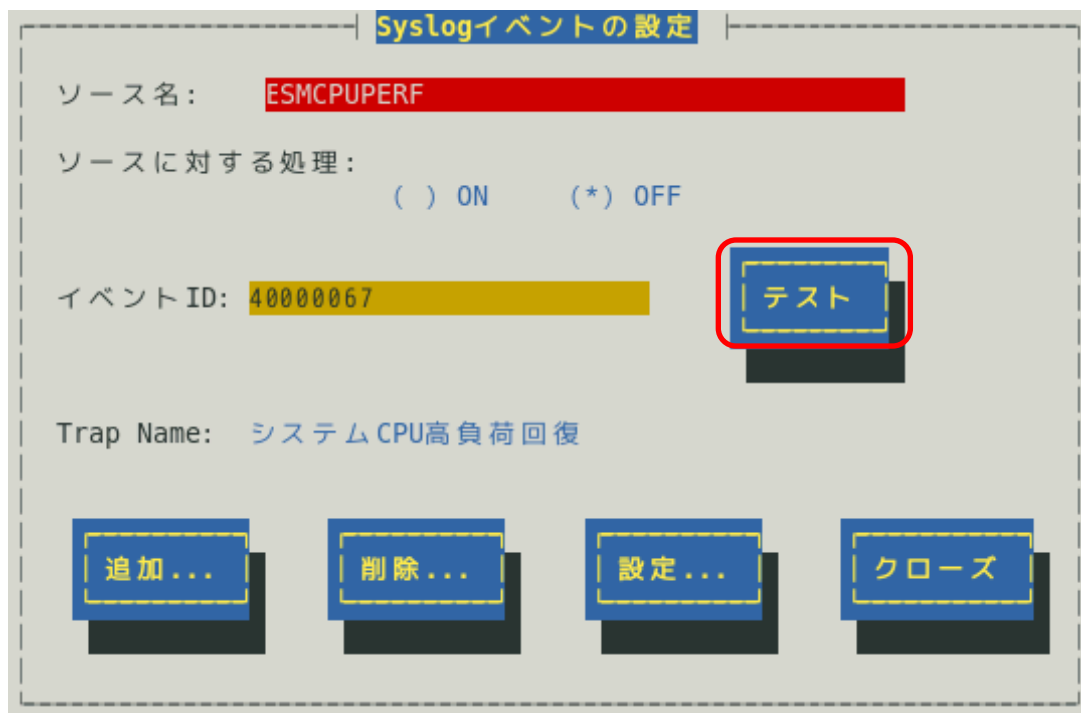 Syslogイベントの設定
ソース名: ESMCPUPERF
ソースに対する処理:
( ) ON (*) OFF
イベントID: 40000067 テスト
Trap Name: システムCPU高負荷回復
追加... 削除... 設定... クローズ